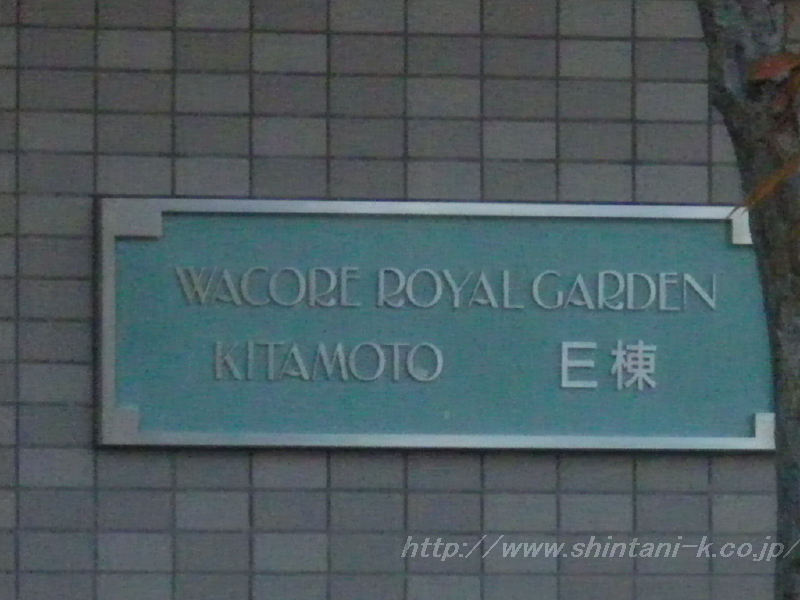 WACORE ROYAL GARDEN
KITAMOTO E棟
http://www.shintani-k.co.jp/